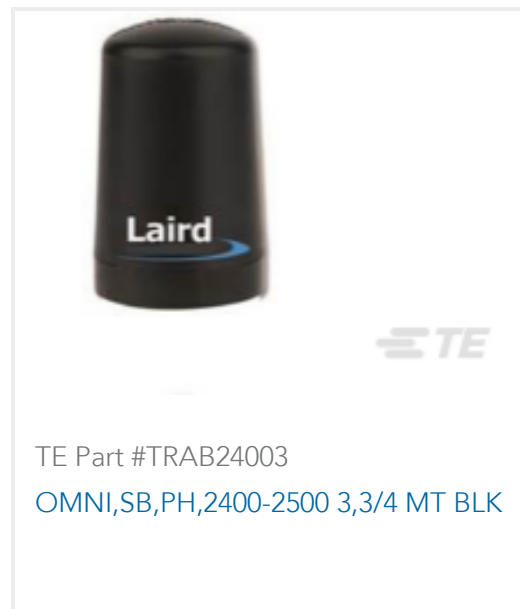 Laird
TE
TE Part #TRAB24003
OMNI,SB,PH,2400-2500 3,3/4 MT BLK